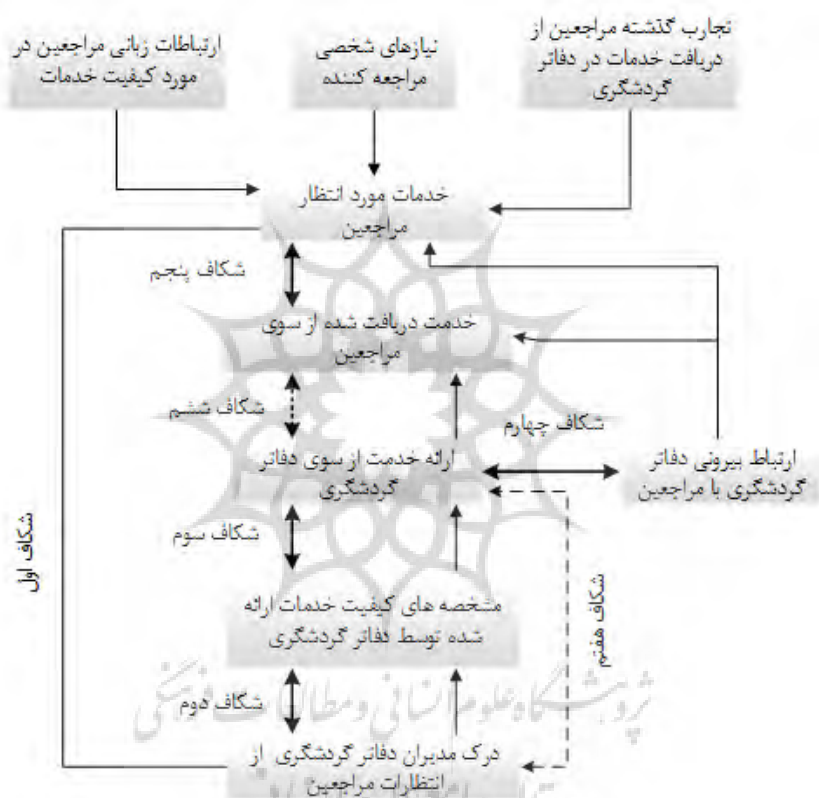 تجارب گذشته مراجعین از
دریافت خدمات در دفاتر
گردشگری
نیازهای شخصی
مراجعه کننده
ارتباطات زبانی مراجعین در
مورد کیفیت خدمات
خدمات مورد انتظار
مراجعین
شکاف پنجم
خدمت دریافت شده از سوی
مراجعین
شکاف ششم
شکاف چهارم
ارائه خدمت از سوی دفاتر
گردشگری
ارتباط بیرونی دفاتر
گردشگری با مراجعین
شکاف سوم
شکاف اول
شکاف هفتم
مشخصه های کیفیت خدمات ارائه
شده توسط دفاتر گردشگری
شکاف دوم
پژوهشگاه علوم انسانی و مطالعات فرهنگی
درک مدیران دفاتر گردشگری از
انتظارات مراجعین